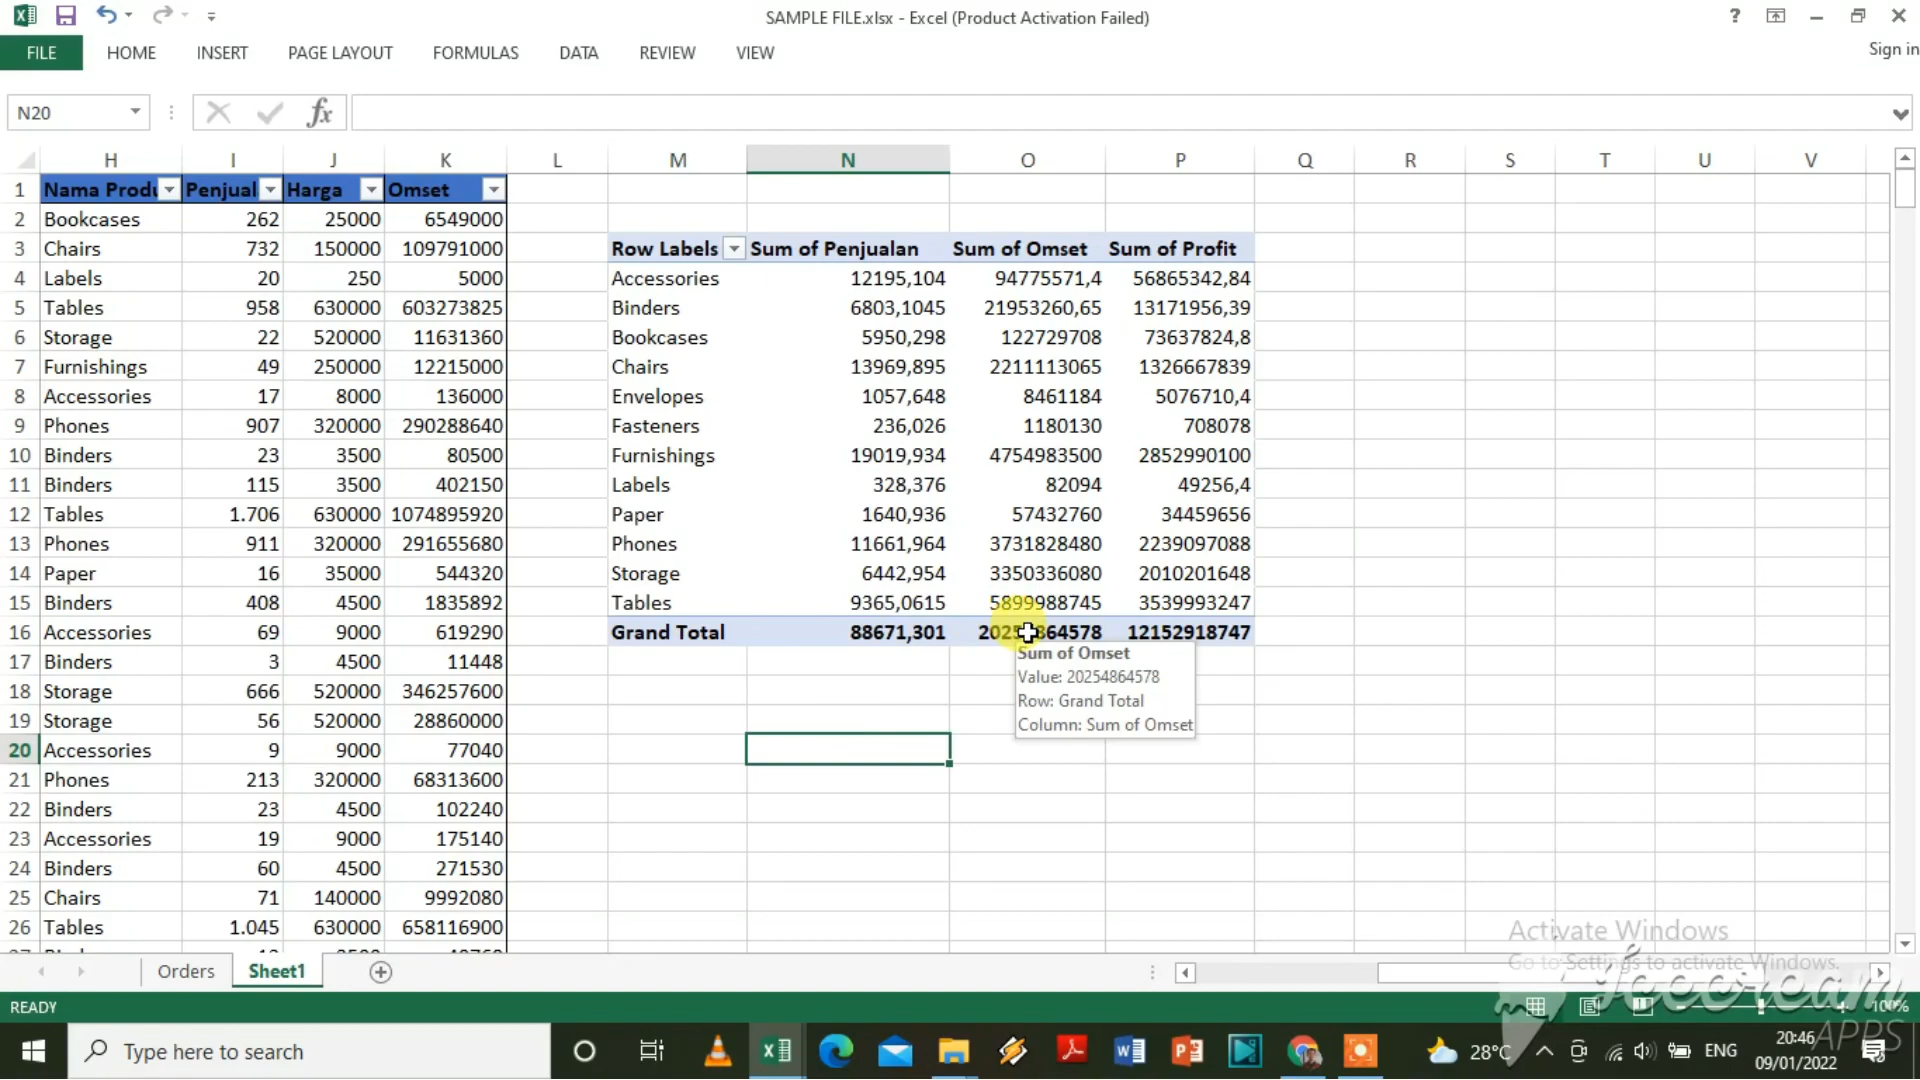 SAMPLE FILE.xlsx - Excel (Product Activation Failed)
?
FILE HOME INSERT PAGE LAYOUT FORMULAS DATA REVIEW VIEW Sign in
N20 fx
H I J K L M N O P Q R S T U V
1 Nama Produ Penjual Harga Omset
2 Bookcases 262 25000 6549000
3 Chairs 732 150000 109791000 Row Labels Sum of Penjualan Sum of Omset Sum of Profit
4 Labels 20 250 5000 Accessories 12195,104 94775571,4 56865342,84
5 Tables 958 630000 603273825 Binders 6803,1045 21953260,65 13171956,39
6 Storage 22 520000 11631360 Bookcases 5950,298 122729708 73637824,8
7 Furnishings 49 250000 12215000 Chairs 13969,895 2211113065 1326667839
8 Accessories 17 8000 136000 Envelopes 1057,648 8461184 5076710,4
9 Phones 907 320000 290288640 Fasteners 236,026 1180130 708078
10 Binders 23 3500 80500 Furnishings 19019,934 4754983500 2852990100
11 Binders 115 3500 402150 Labels 328,376 82094 49256,4
12 Tables 1.706 630000 1074895920 Paper 1640,936 57432760 34459656
13 Phones 911 320000 291655680 Phones 11661,964 3731828480 2239097088
14 Paper 16 35000 544320 Storage 6442,954 3350336080 2010201648
15 Binders 408 4500 1835892 Tables 9365,0615 5899988745 3539993247
16 Accessories 69 9000 619290 Grand Total 88671,301 20254864578 12152918747
17 Binders 3 4500 11448 Sum of Omset
Value: 20254864578
18 Storage 666 520000 346257600 Row: Grand Total
19 Storage 56 520000 28860000 Column: Sum of Omset
20 Accessories 9 9000 77040
21 Phones 213 320000 68313600
22 Binders 23 4500 102240
23 Accessories 19 9000 175140
24 Binders 60 4500 271530
25 Chairs 71 140000 9992080
26 Tables 1.045 630000 658116900
Activate Windows
Go to Settings to activate Windows.
Orders Sheet1
READY 100%
Icecream
APPS
Type here to search 28°C ENG 20:46
09/01/2022